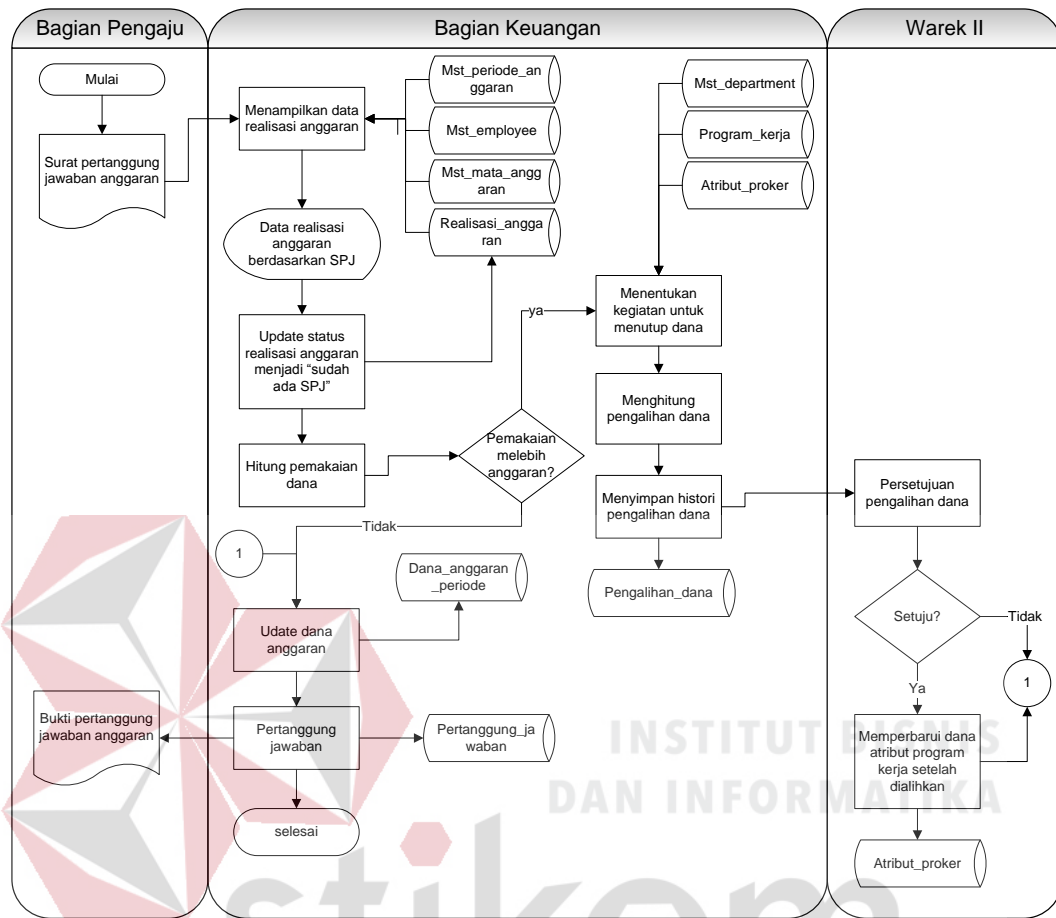 Bagian Pengaju
Bagian Keuangan
Warek II
Mulai
Surat pertanggung
jawaban anggaran
Menampilkan data
realisasi anggaran
Mst_periode_an
ggaran
Mst_employee
Mst_mata_angg
aran
Realisasi_angga
ran
Mst_department
Program_kerja
Atribut_proker
Data realisasi
anggaran
berdasarkan SPJ
Update status
realisasi anggaran
menjadi “sudah
ada SPJ”
Hitung pemakaian
dana
Pemakaian
melebih
anggaran?
ya
Tidak
Menentukan
kegiatan untuk
menutup dana
Menghitung
pengalihan dana
Menyimpan histori
pengalihan dana
Pengalihan_dana
Persetujuan
pengalihan dana
Setuju?
Tidak
1
Ya
Memperbarui dana
atribut program
kerja setelah
dialihkan
Atribut_proker
1
Dana_anggaran
_periode
Udate dana
anggaran
Pertanggung
jawaban
Bukti pertanggung
jawaban anggaran
Pertanggung_ja
waban
selesai
INSTITUT BISNIS
DAN INFORMATIKA
stikom